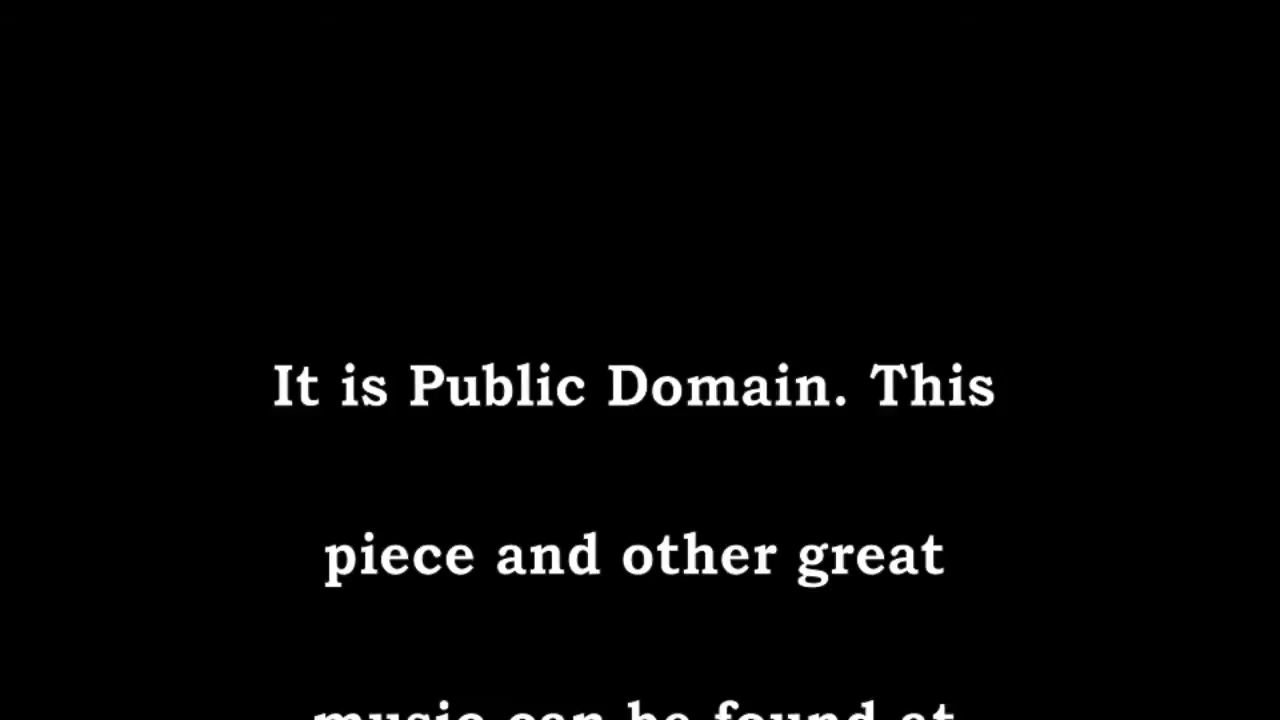 It is Public Domain. This
piece and other great
music can be found at